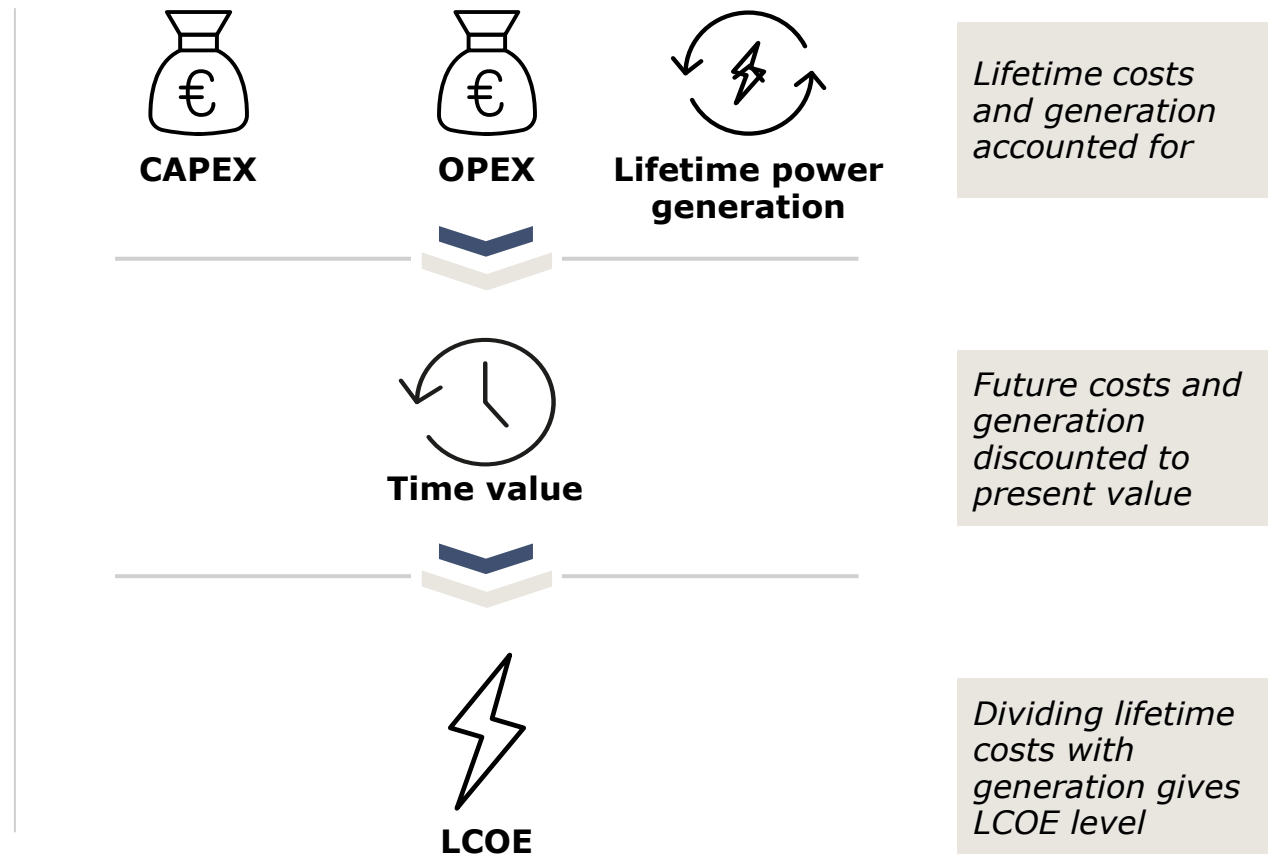 €
€
CAPEX
OPEX
Lifetime power
generation
Lifetime costs
and generation
accounted for
Time value
Future costs and
generation
discounted to
present value
LCOE
Dividing lifetime
costs with
generation gives
LCOE level